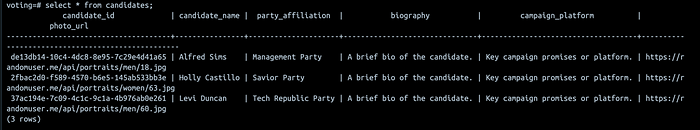 voting=# select * from candidates;
candidate_id | candidate_name | party_affiliation | biography | campaign_platform |
photo_url
--------------------------------------+----------------+---------------------+-------------------------------+-----------------------------------+----------
----------------------------------------
de13db14-10c4-4dc8-8e95-7c29e4d41a65 | Alfred Sims | Management Party | A brief bio of the candidate. | Key campaign promises or platform. | https://r
andomuser.me/api/portraits/men/18.jpg
2fbac2d0-f589-4570-b6e5-145ab533bb3e | Holly Castillo | Savior Party | A brief bio of the candidate. | Key campaign promises or platform. | https://r
andomuser.me/api/portraits/women/63.jpg
37ac194e-7c09-4c1c-9c1a-4b976ab0e261 | Levi Duncan | Tech Republic Party | A brief bio of the candidate. | Key campaign promises or platform. | https://r
andomuser.me/api/portraits/men/60.jpg
(3 rows)